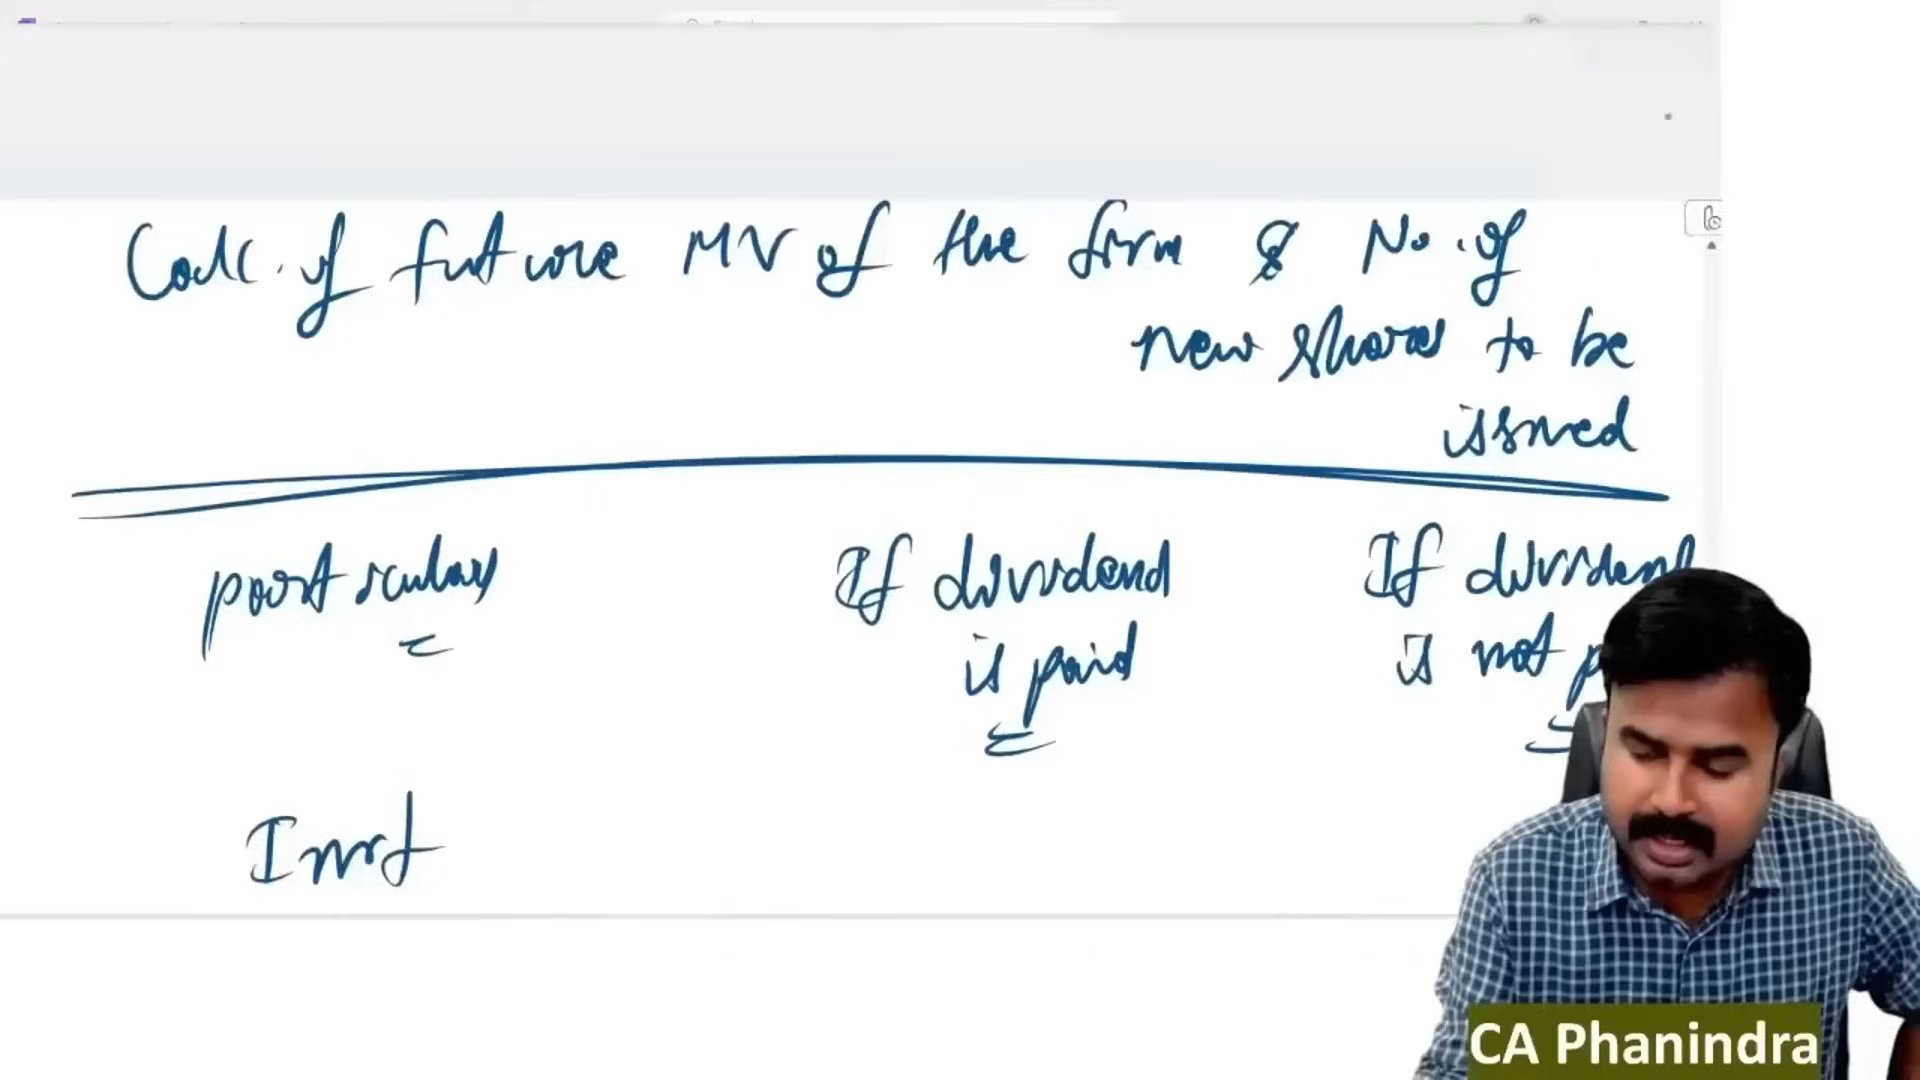 Calc. of future MV of the firm & No. of
new shares to be
issued
particulars
If dividend
is paid
If dividend
is not
CA Phanindra